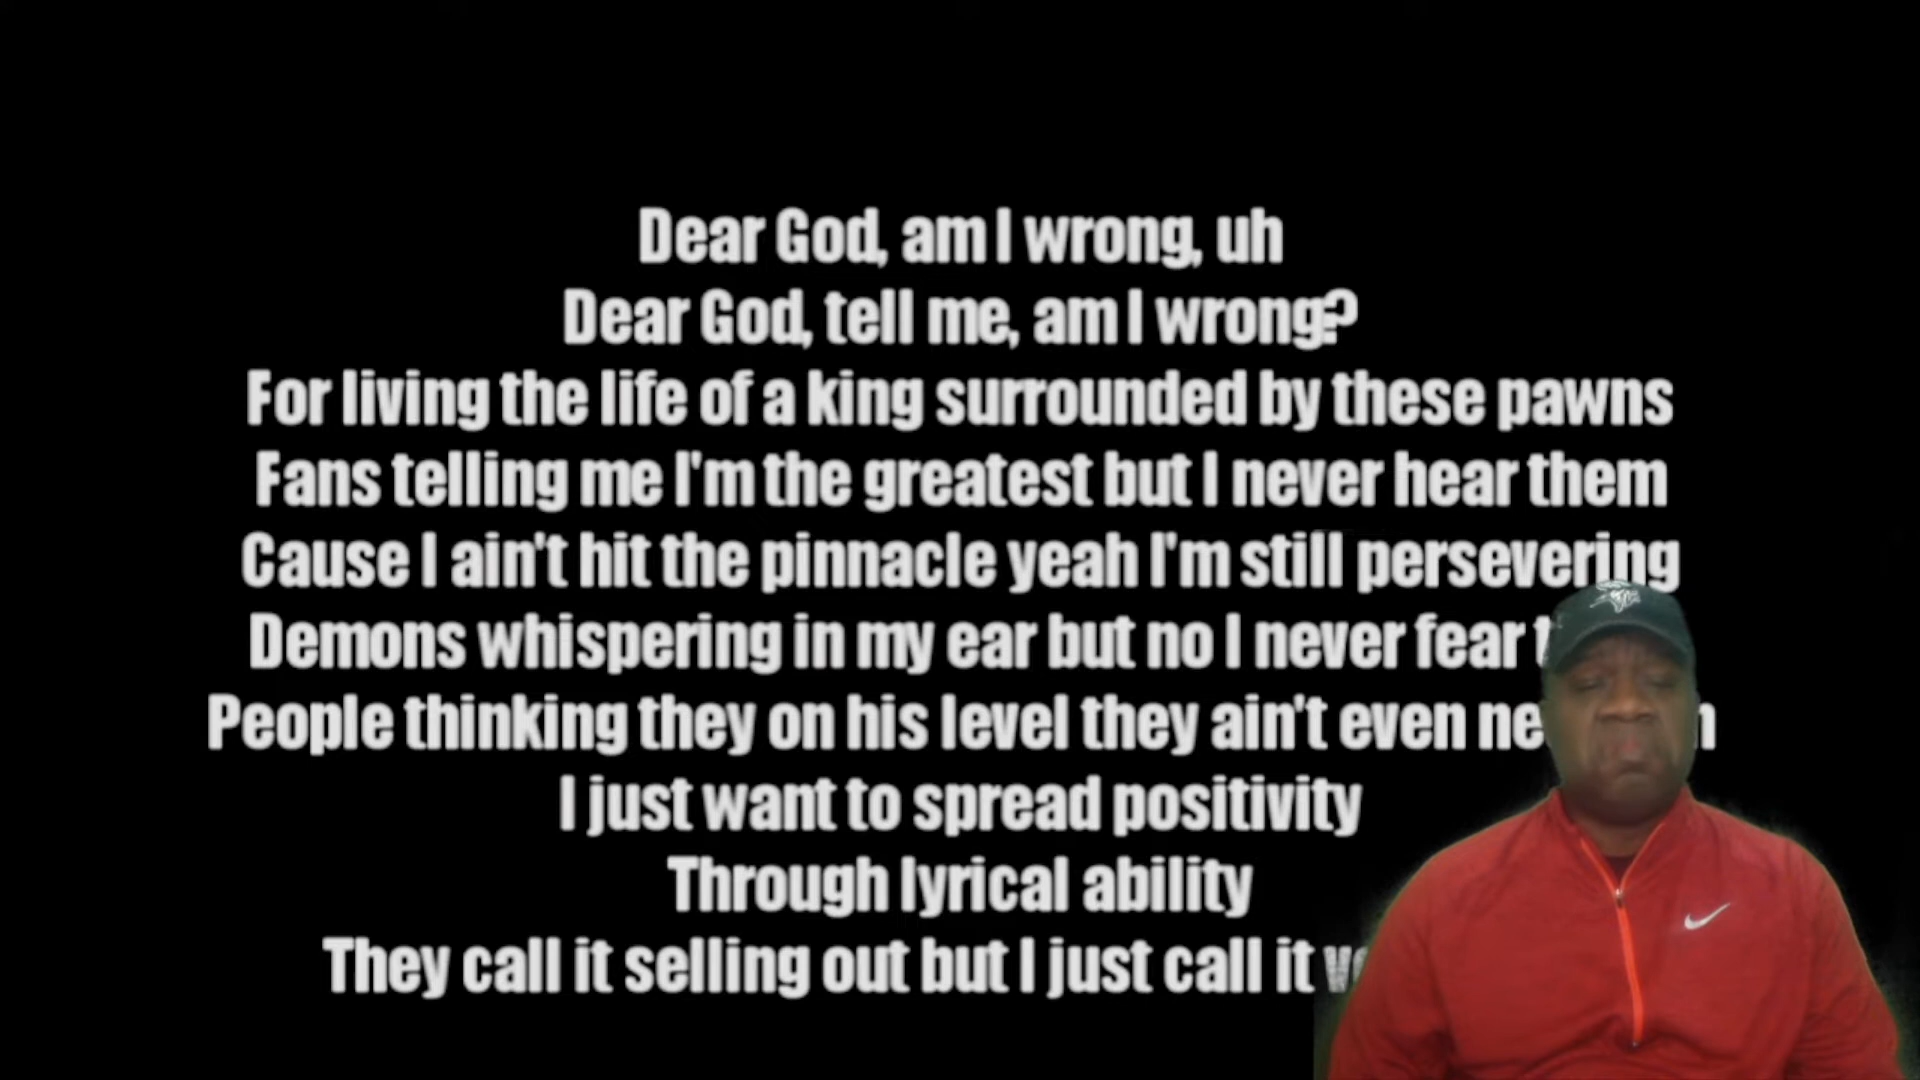 Dear God, am I wrong, uh
Dear God, tell me, am I wrong?
For living the life of a king surrounded by these pawns
Fans telling me I'm the greatest but I never hear them
Cause I ain't hit the pinnacle yeah I'm still persevering
Demons whispering in my ear but no I never fear
People thinking they on his level they ain't even
I just want to spread positivity
Through lyrical ability
They call it selling out but I just call it